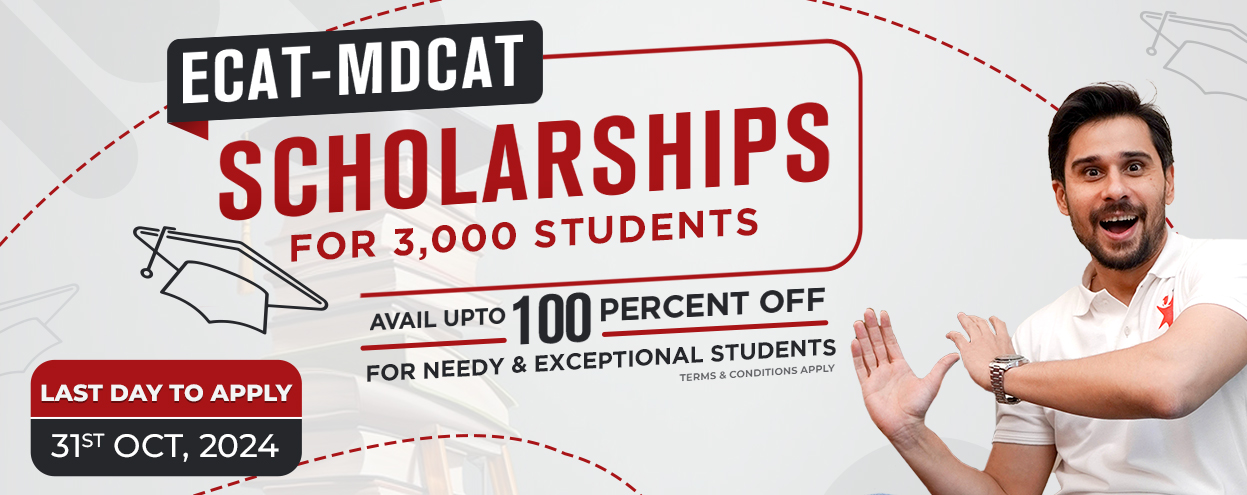 ECAT-MDCAT
SCHOLARSHIPS
FOR 3,000 STUDENTS
AVAIL UPTO 100 PERCENT OFF
FOR NEEDY & EXCEPTIONAL STUDENTS
TERMS & CONDITIONS APPLY
LAST DAY TO APPLY
31ST OCT, 2024